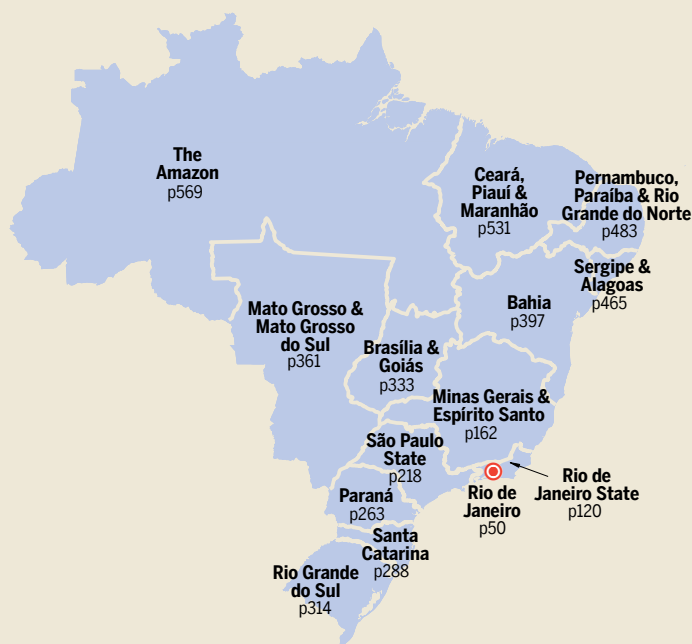 The
Amazon
p569
Ceará,
Piauí &
Maranhão
p531
Pernambuco,
Paraíba & Rio
Grande do Norte
p483
Sergipe &
Alagoas
p465
Bahia
p397
Mato Grosso &
Mato Grosso
do Sul
p361
Brasília &
Goiás
p333
Minas Gerais &
Espírito Santo
p162
São Paulo
State
p218
Rio de
Janeiro State
p120
Rio de
Janeiro
p50
Paraná
p263
Santa
Catarina
p288
Rio Grande
do Sul
p314